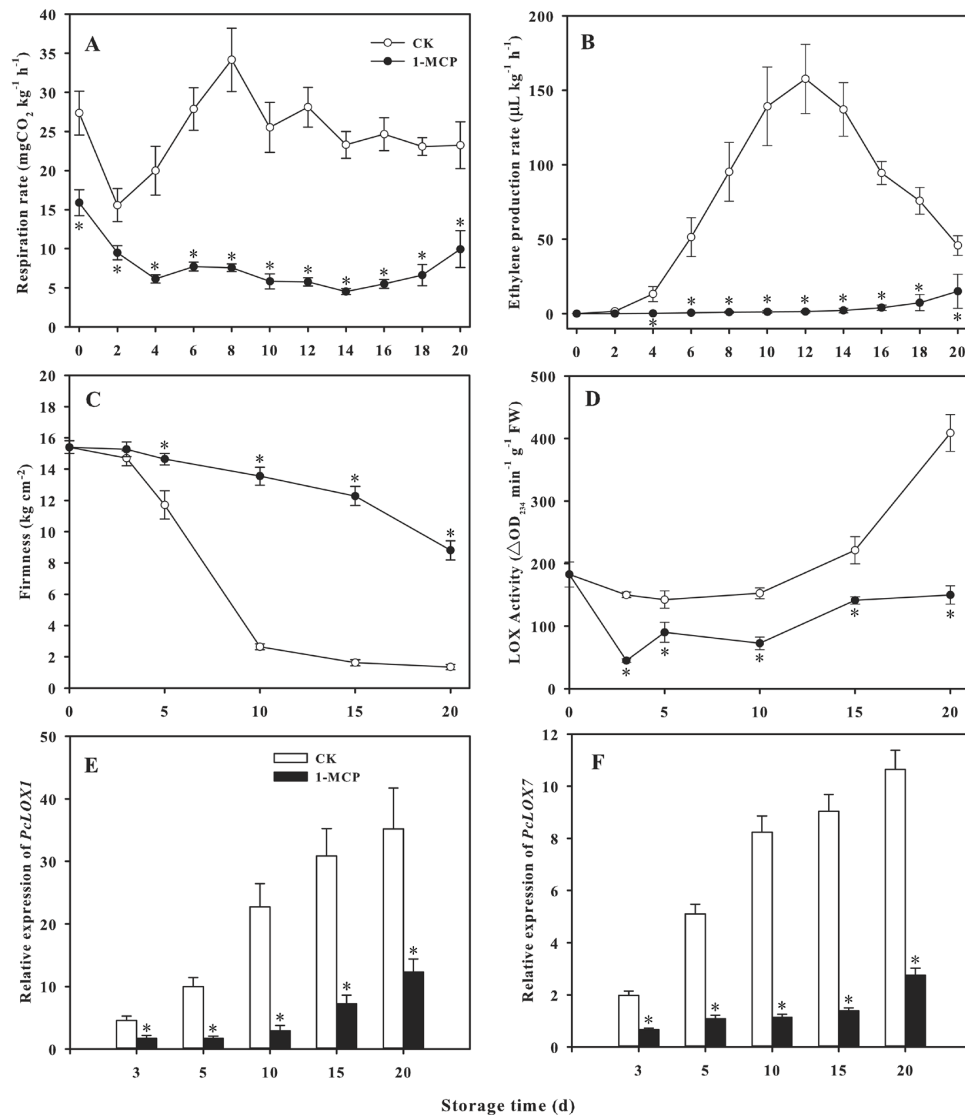 A
CK
1-MCP
Respiration rate (mgCO₂ kg⁻¹ h⁻¹)
40
35
30
25
20
15
10
5
0
* * * * * * * * * * *
0 2 4 6 8 10 12 14 16 18 20
B
Ethylene production rate (µL kg⁻¹ h⁻¹)
200
150
100
50
0
* * * * * * * * *
0 2 4 6 8 10 12 14 16 18 20
C
Firmness (kg cm⁻²)
20
18
16
14
12
10
8
6
4
2
0
* * * *
0 5 10 15 20
D
LOX Activity (△OD₂₃₄ min⁻¹ g⁻¹ FW)
500
400
300
200
100
0
* * * * *
0 5 10 15 20
E
CK
1-MCP
Relative expression of PcLOX1
50
40
30
20
10
0
* * * * *
3 5 10 15 20
F
Relative expression of PcLOX7
12
10
8
6
4
2
0
* * * * *
3 5 10 15 20
Storage time (d)